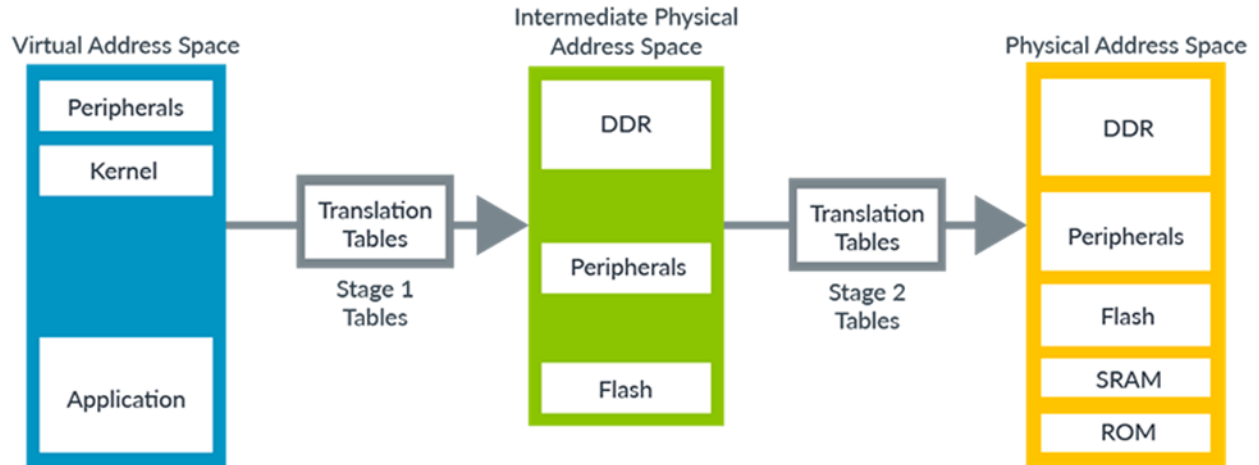 Virtual Address Space
Peripherals
Kernel
Application
Translation
Tables
Stage 1
Tables
Intermediate Physical
Address Space
DDR
Peripherals
Flash
Translation
Tables
Stage 2
Tables
Physical Address Space
DDR
Peripherals
Flash
SRAM
ROM